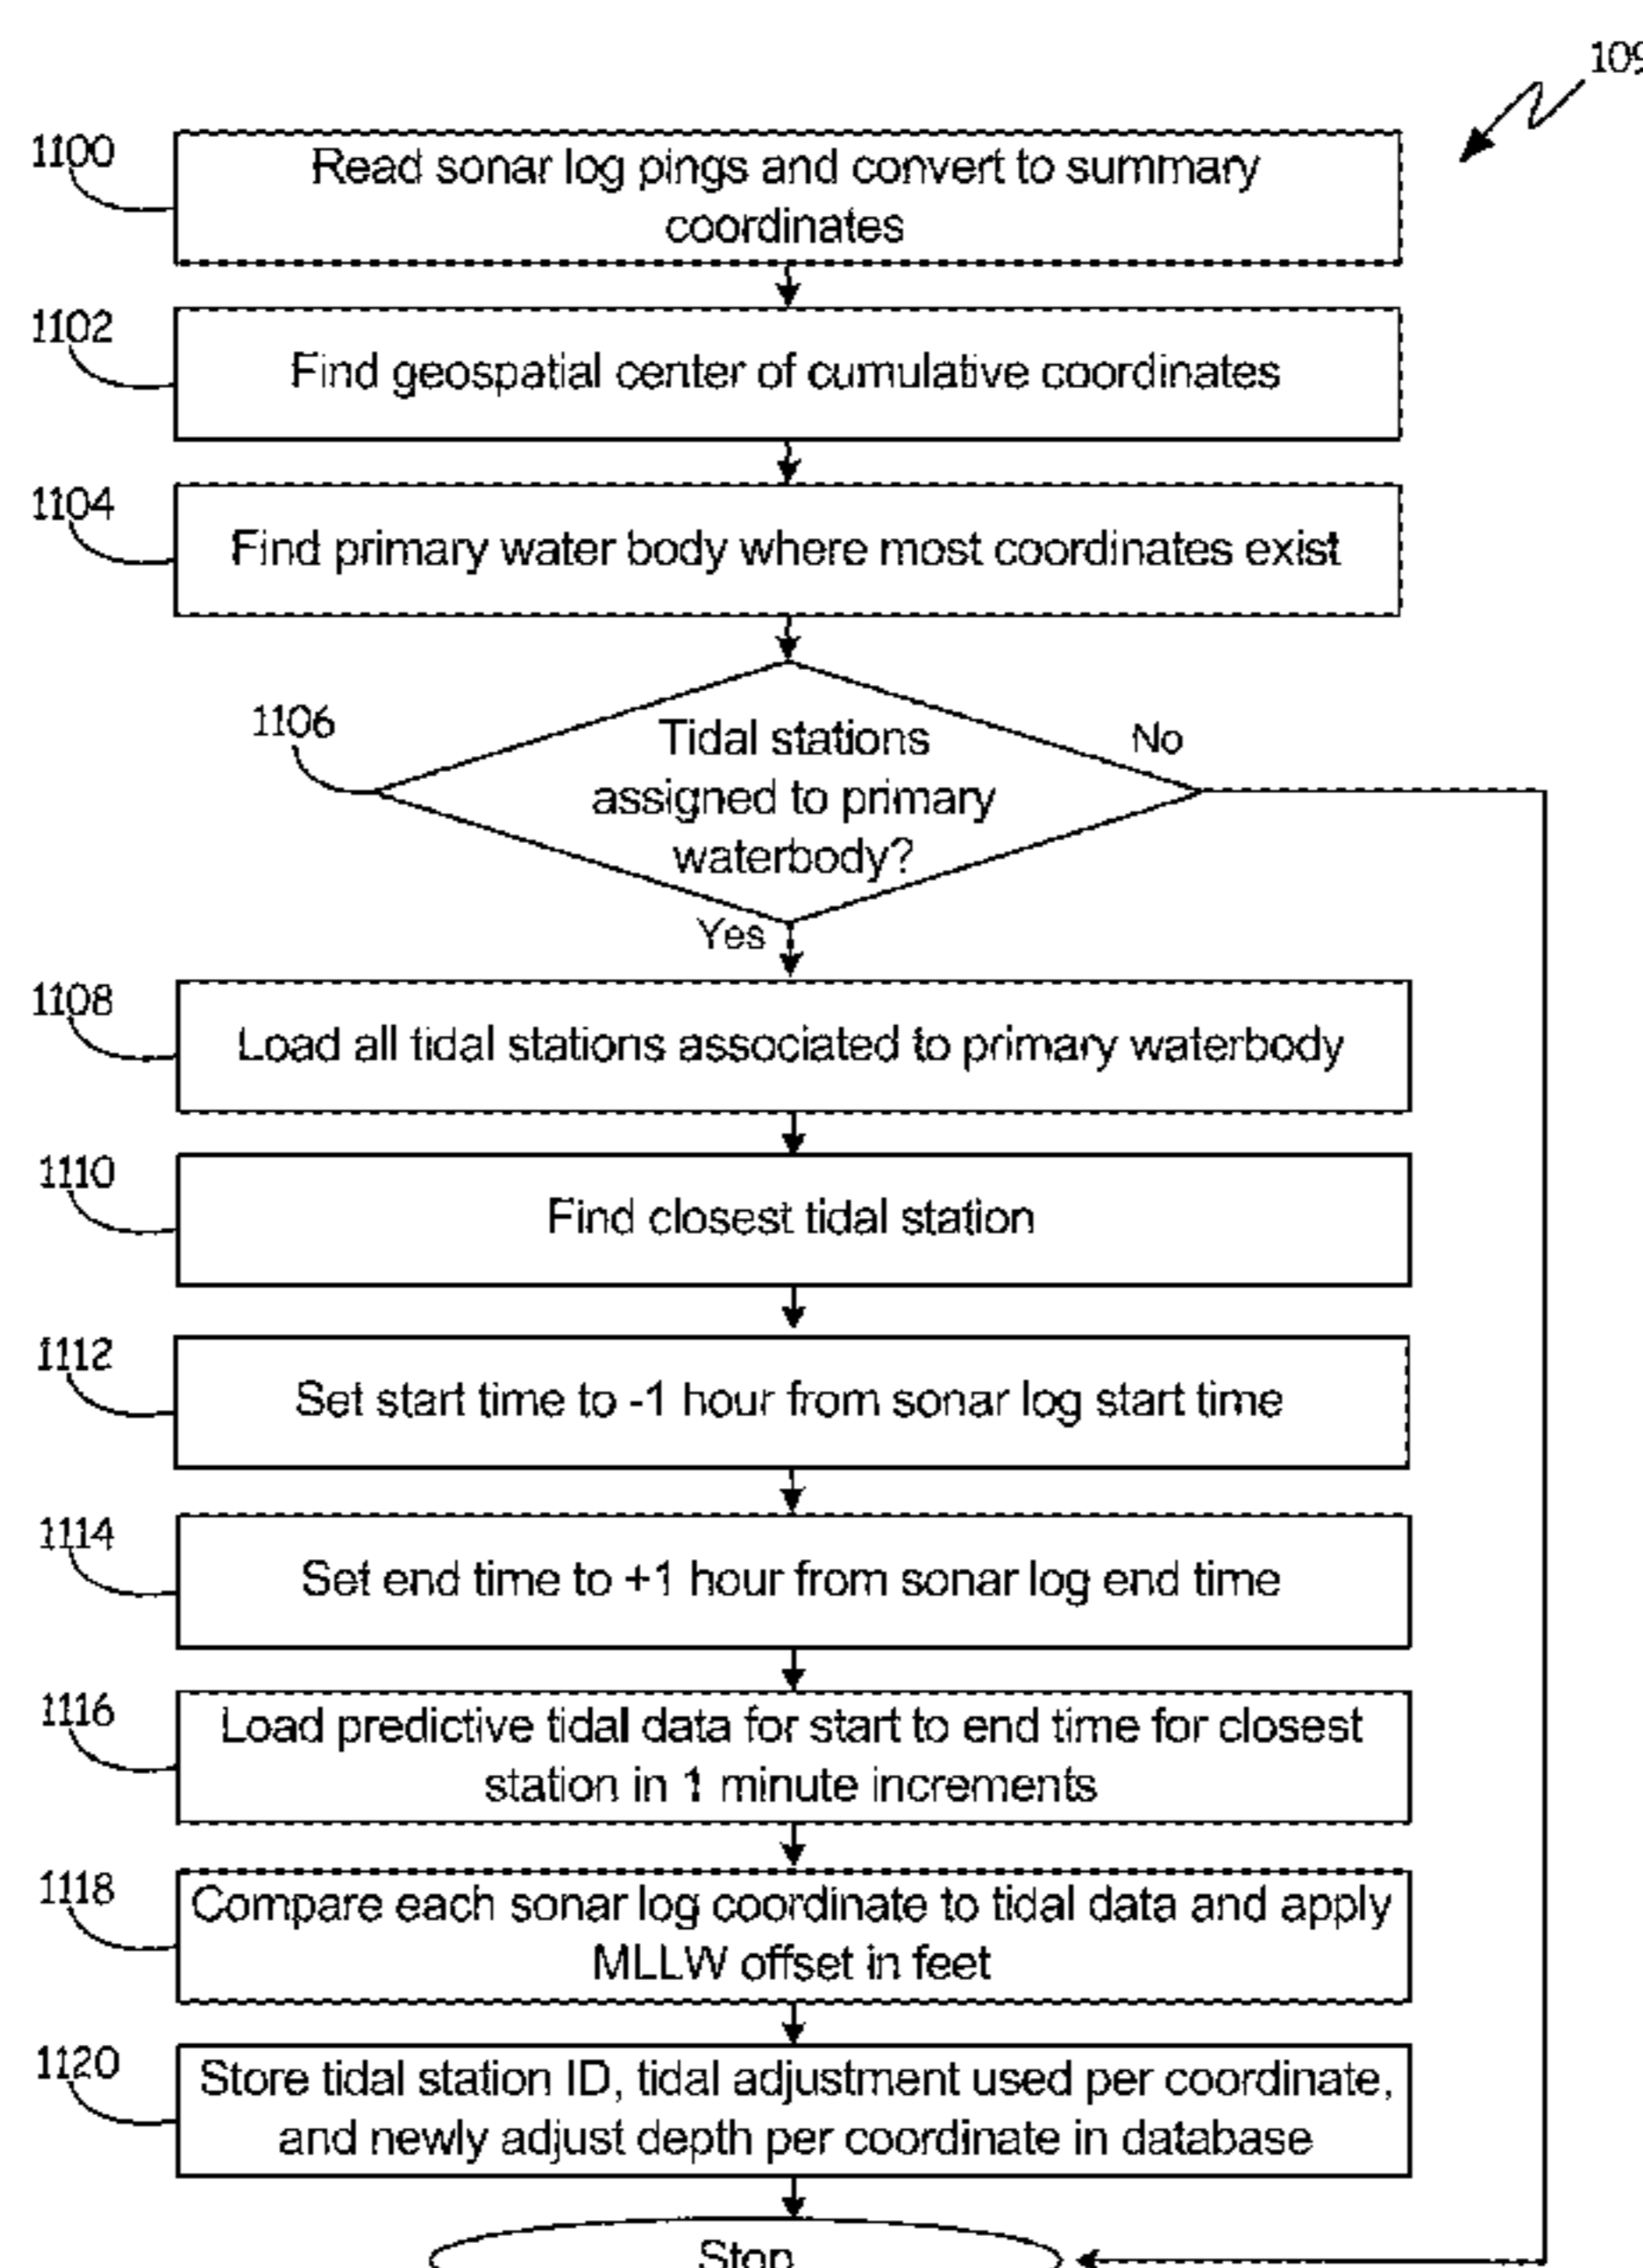 109
1100
Read sonar log pings and convert to summary
coordinates
1102
Find geospatial center of cumulative coordinates
1104
Find primary water body where most coordinates exist
1106
Tidal stations
assigned to primary
waterbody?
No
Yes
1108
Load all tidal stations associated to primary waterbody
1110
Find closest tidal station
1112
Set start time to -1 hour from sonar log start time
1114
Set end time to +1 hour from sonar log end time
1116
Load predictive tidal data for start to end time for closest
station in 1 minute increments
1118
Compare each sonar log coordinate to tidal data and apply
MLLW offset in feet
1120
Store tidal station ID, tidal adjustment used per coordinate,
and newly adjust depth per coordinate in database
Stop